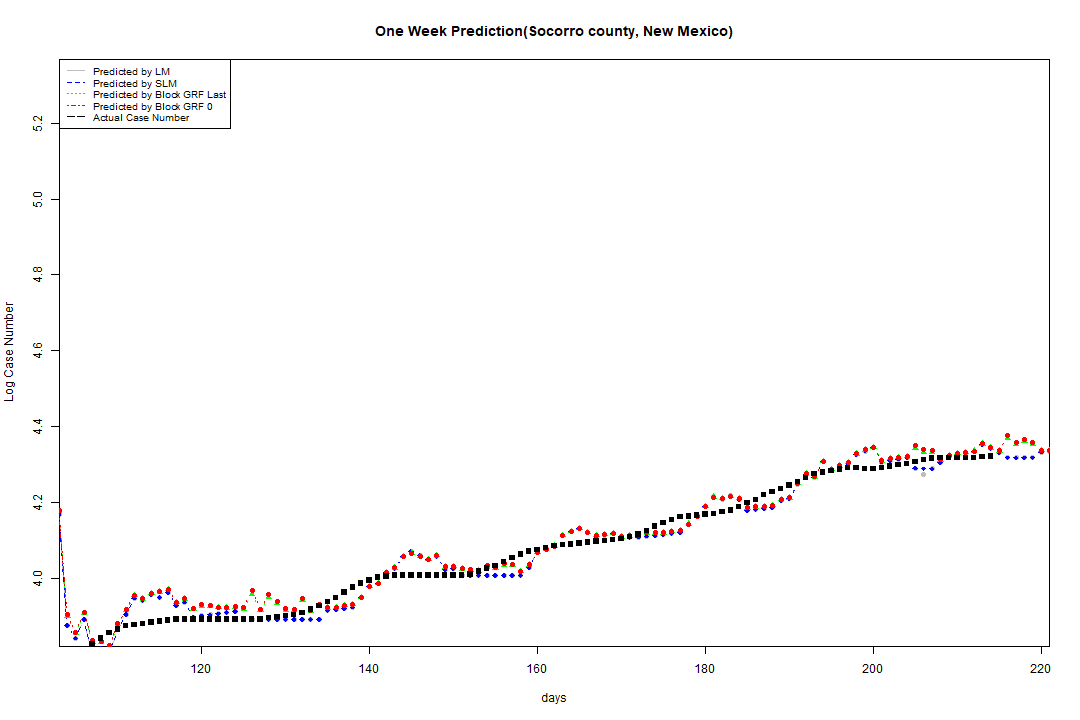 One Week Prediction(Socorro county, New Mexico)
Predicted by LM
Predicted by SLM
Predicted by Block GRF Last
Predicted by Block GRF 0
Actual Case Number
5.2
5.0
4.8
4.6
4.4
4.2
4.0
Log Case Number
120 140 160 180 200 220
days